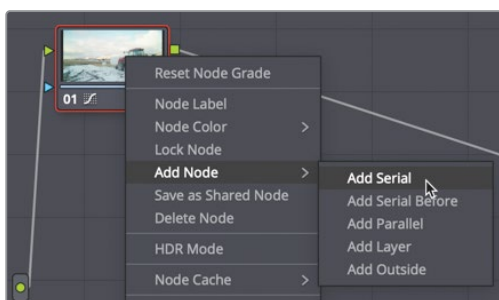 01
Reset Node Grade
Node Label
Node Color >
Lock Node
Add Node >
Save as Shared Node
Delete Node
HDR Mode
Node Cache >
Add Serial
Add Serial Before
Add Parallel
Add Layer
Add Outside